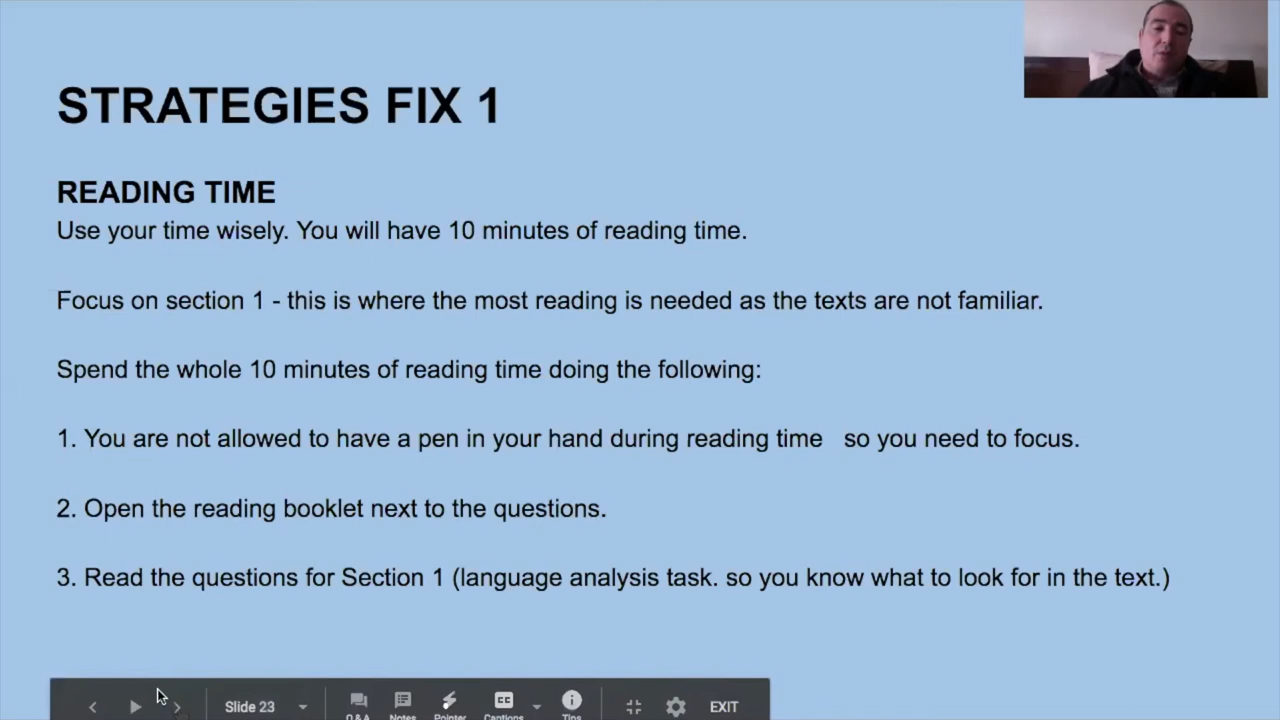 STRATEGIES FIX 1
READING TIME
Use your time wisely. You will have 10 minutes of reading time.
Focus on section 1 - this is where the most reading is needed as the texts are not familiar.
Spend the whole 10 minutes of reading time doing the following:
1. You are not allowed to have a pen in your hand during reading time so you need to focus.
2. Open the reading booklet next to the questions.
3. Read the questions for Section 1 (language analysis task. so you know what to look for in the text.)
Slide 23 CC EXIT
Q&A Notes Pointer Captions Tips